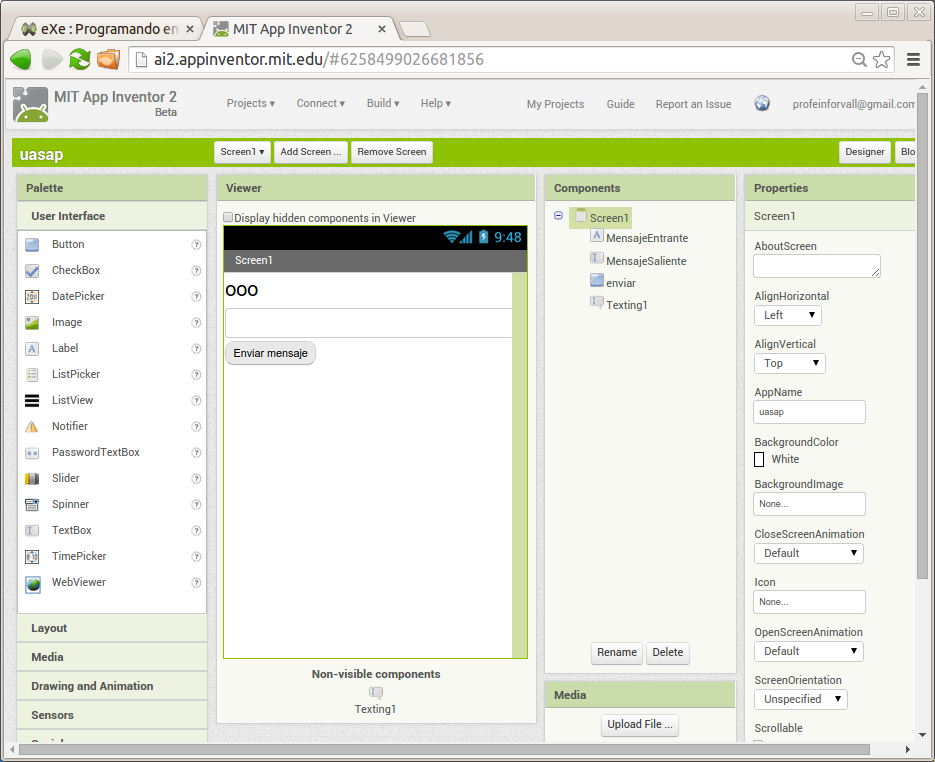 eXe : Programando en
MIT App Inventor 2
ai2.appinventor.mit.edu/#6258499026681856
MIT App Inventor 2
Beta
Projects ▾ Connect ▾ Build ▾ Help ▾ My Projects Guide Report an Issue profeinforvall@gmail.com
uasap Screen1 ▾ Add Screen ... Remove Screen Designer Blo
Palette
User Interface
Button ?
CheckBox ?
DatePicker ?
Image ?
Label ?
ListPicker ?
ListView ?
Notifier ?
PasswordTextBox ?
Slider ?
Spinner ?
TextBox ?
TimePicker ?
WebViewer ?
Layout
Media
Drawing and Animation
Sensors
Viewer
Display hidden components in Viewer
9:48
Screen1
OOO
Enviar mensaje
Non-visible components
Texting1
Components
Screen1
MensajeEntrante
MensajeSaliente
enviar
Texting1
Rename Delete
Media
Upload File ...
Properties
Screen1
AboutScreen
AlignHorizontal
Left ▼
AlignVertical
Top ▼
AppName
uasap
BackgroundColor
White
BackgroundImage
None...
CloseScreenAnimation
Default ▼
Icon
None...
OpenScreenAnimation
Default ▼
ScreenOrientation
Unspecified ▼
Scrollable